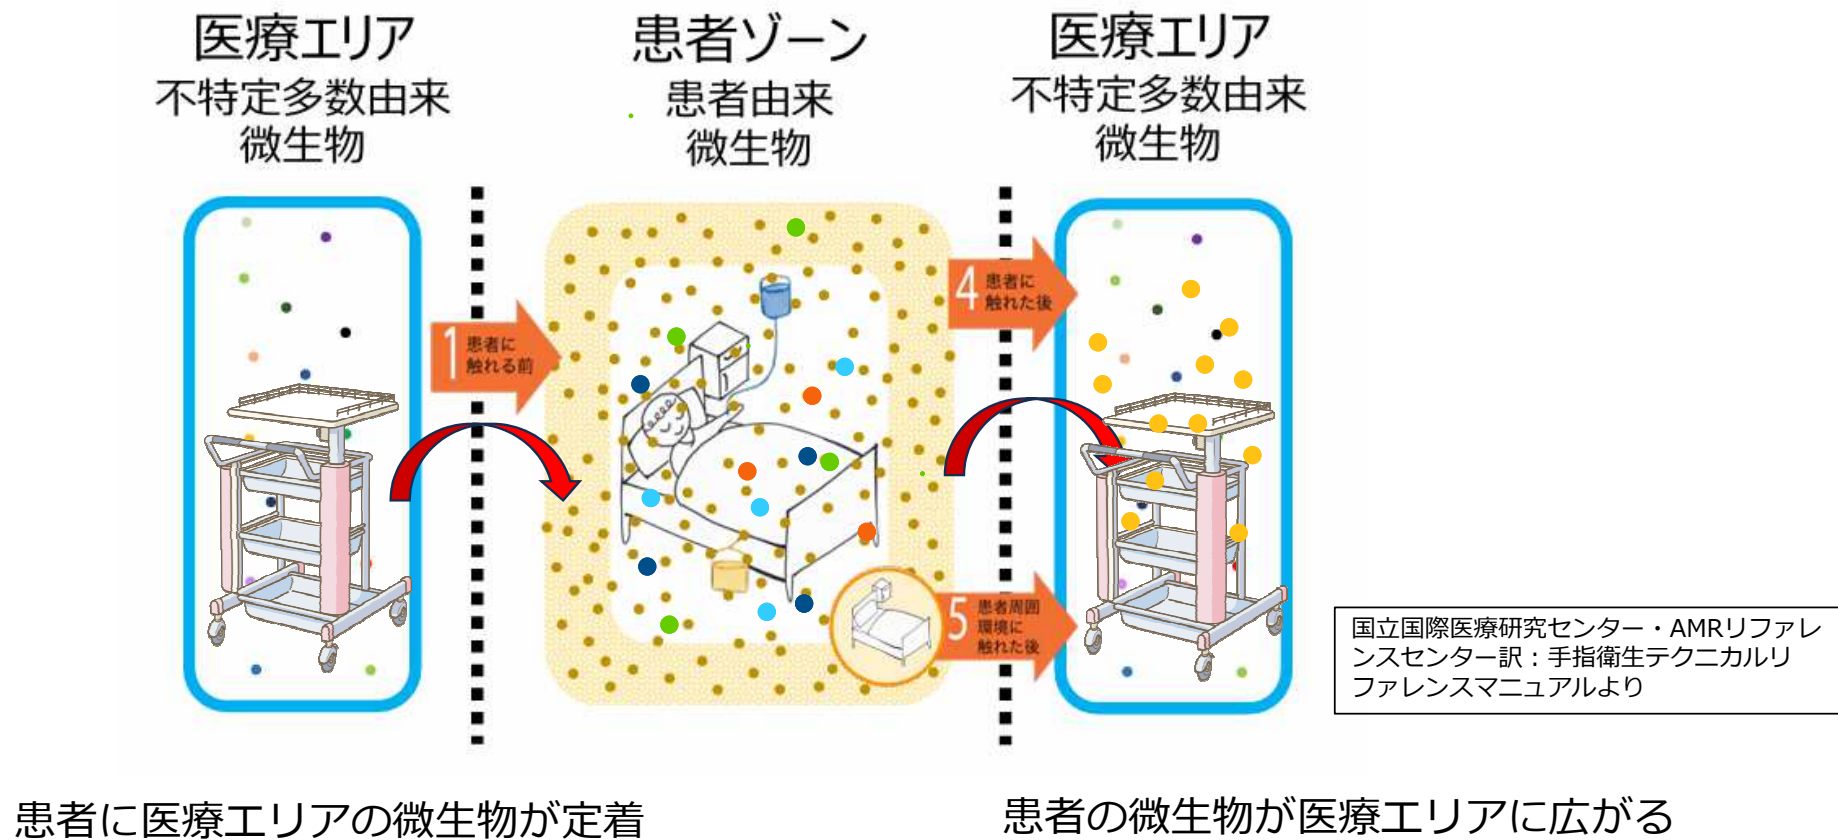 医療エリア
不特定多数由来
微生物
患者ゾーン
患者由来
微生物
医療エリア
不特定多数由来
微生物
1 患者に
触れる前
4 患者に
触れた後
5 患者周囲
環境に
触れた後
国立国際医療研究センター・AMRリファレ
ンスセンター訳：手指衛生テクニカルリ
ファレンスマニュアルより
患者に医療エリアの微生物が定着
患者の微生物が医療エリアに広がる